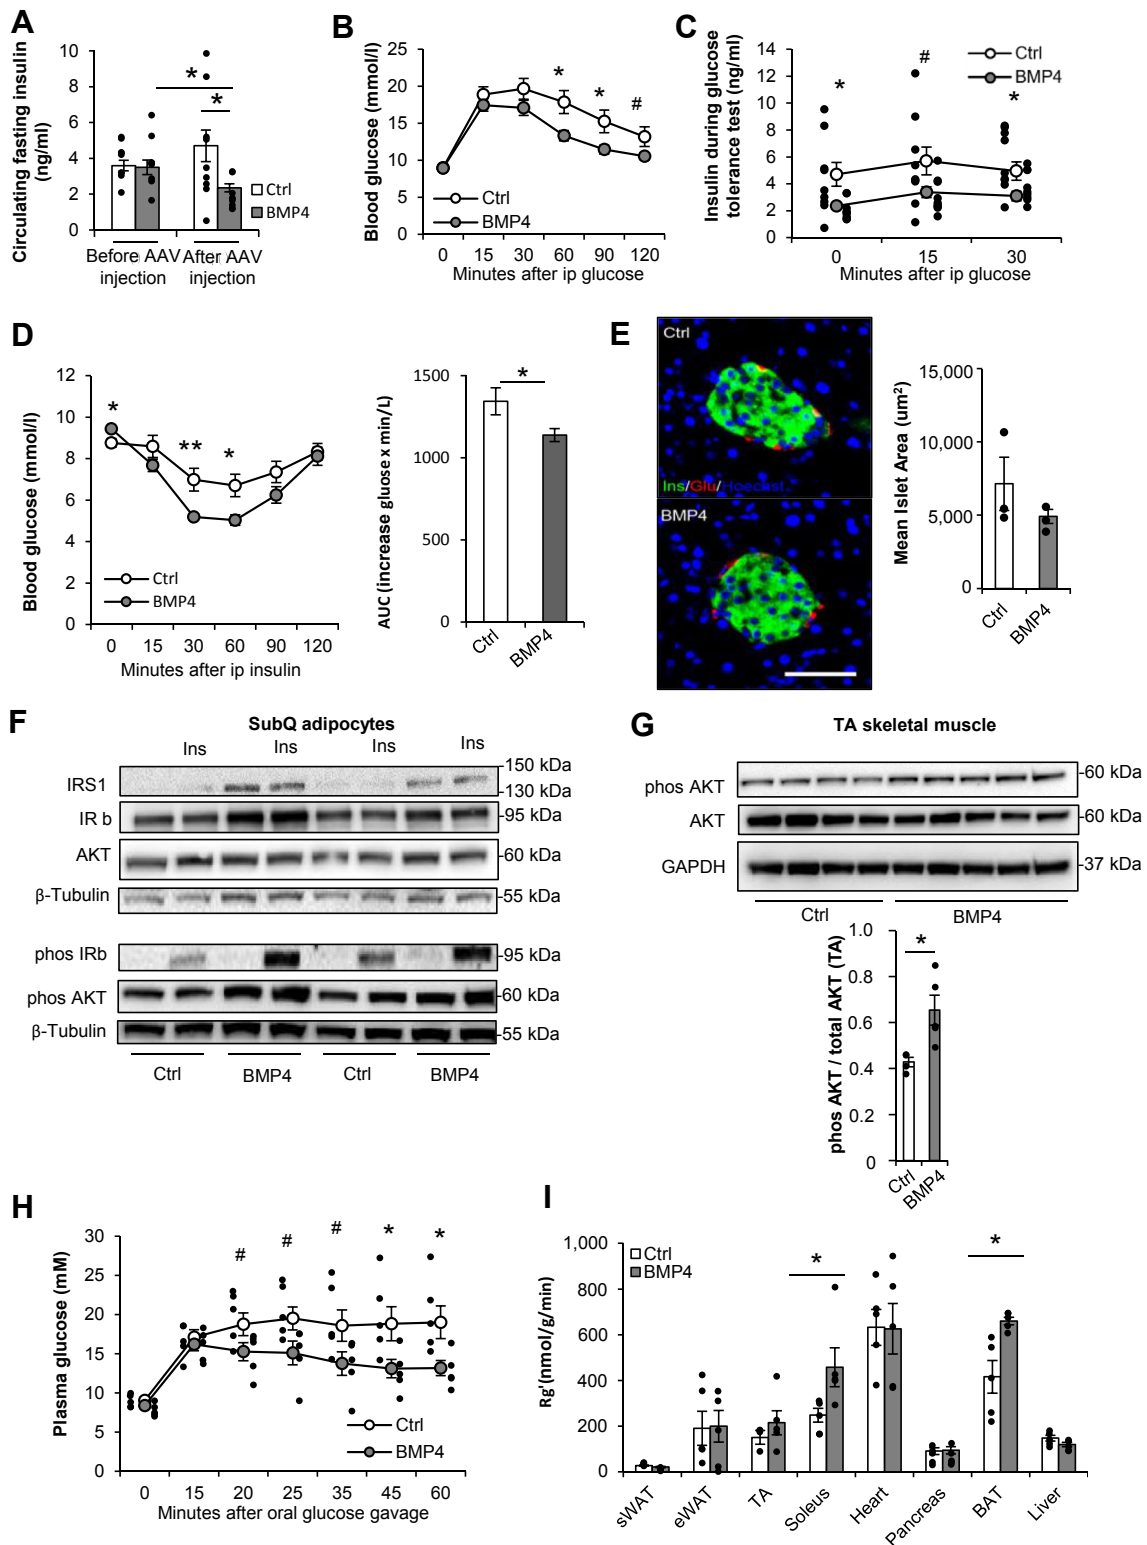 A
Circulating fasting insulin
(ng/ml)
10
8
6
4
2
0
*
*
Ctrl
BMP4
Before AAV
injection
After AAV
injection
B
Blood glucose (mmol/l)
25
20
15
10
5
0
*
*
#
Ctrl
BMP4
0 15 30 60 90 120
Minutes after ip glucose
C
Insulin during glucose
tolerance test (ng/ml)
14
12
10
8
6
4
2
0
*
#
*
Ctrl
BMP4
0 15 30
Minutes after ip glucose
D
Blood glucose (mmol/l)
12
10
8
6
4
2
0
*
**
*
Ctrl
BMP4
0 15 30 60 90 120
Minutes after ip insulin
AUC (increase gluose x min/L)
1500
1000
500
0
*
Ctrl
BMP4
E
Ctrl
Ins/Glu/Hoechst
BMP4
Mean Islet Area (um2)
15,000
10,000
5,000
0
Ctrl
BMP4
F
SubQ adipocytes
Ins Ins Ins Ins
IRS1
150 kDa
130 kDa
IR b
95 kDa
AKT
60 kDa
β-Tubulin
55 kDa
phos IRb
95 kDa
phos AKT
60 kDa
β-Tubulin
55 kDa
Ctrl BMP4 Ctrl BMP4
G
TA skeletal muscle
phos AKT
60 kDa
AKT
60 kDa
GAPDH
37 kDa
Ctrl BMP4
phos AKT / total AKT (TA)
1.0
0.8
0.6
0.4
0.2
0
*
Ctrl
BMP4
H
Plasma glucose (mM)
30
25
20
15
10
5
0
#
#
#
*
*
Ctrl
BMP4
0 15 20 25 35 45 60
Minutes after oral glucose gavage
I
Rg'(nmol/g/min)
1,000
800
600
400
200
0
Ctrl
BMP4
*
*
sWAT
eWAT
TA
Soleus
Heart
Pancreas
BAT
Liver